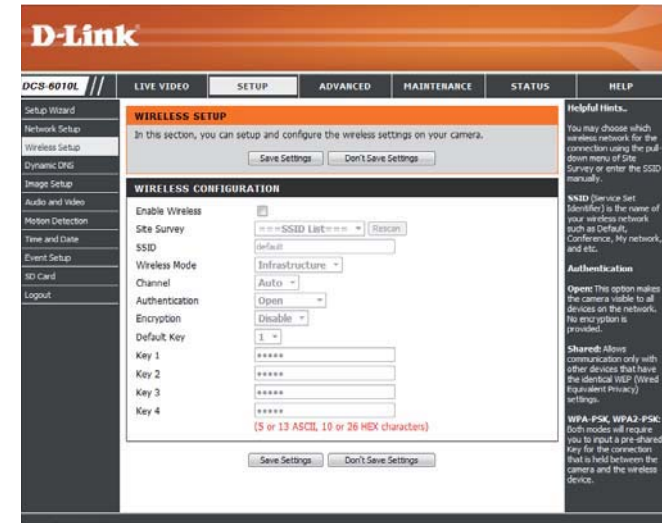 D-Link
DCS-6010L // LIVE VIDEO SETUP ADVANCED MAINTENANCE STATUS HELP
Setup Wizard
Network Setup
Wireless Setup
Dynamic DNS
Image Setup
Audio and Video
Motion Detection
Time and Date
Event Setup
SD Card
Logout
WIRELESS SETUP
In this section, you can setup and configure the wireless settings on your camera.
Save Settings Don't Save Settings
WIRELESS CONFIGURATION
Enable Wireless
Site Survey ===SSID List=== Rescan
SSID default
Wireless Mode Infrastructure
Channel Auto
Authentication Open
Encryption Disable
Default Key 1
Key 1 *****
Key 2 *****
Key 3 *****
Key 4 *****
(5 or 13 ASCII, 10 or 26 HEX characters)
Save Settings Don't Save Settings
Helpful Hints..
You may choose which
wireless network for the
connection using the pull-
down menu of Site
Survey or enter the SSID
manually.
SSID (Service Set
Identifier) is the name of
your wireless network
such as Default,
Conference, My network,
and etc.
Authentication
Open: This option makes
the camera visible to all
devices on the network.
No encryption is
provided.
Shared: Allows
communication only with
other devices that have
the identical WEP (Wired
Equivalent Privacy)
settings.
WPA-PSK, WPA2-PSK:
Both modes will require
you to input a pre-shared
Key for the connection
that is held between the
camera and the wireless
device.